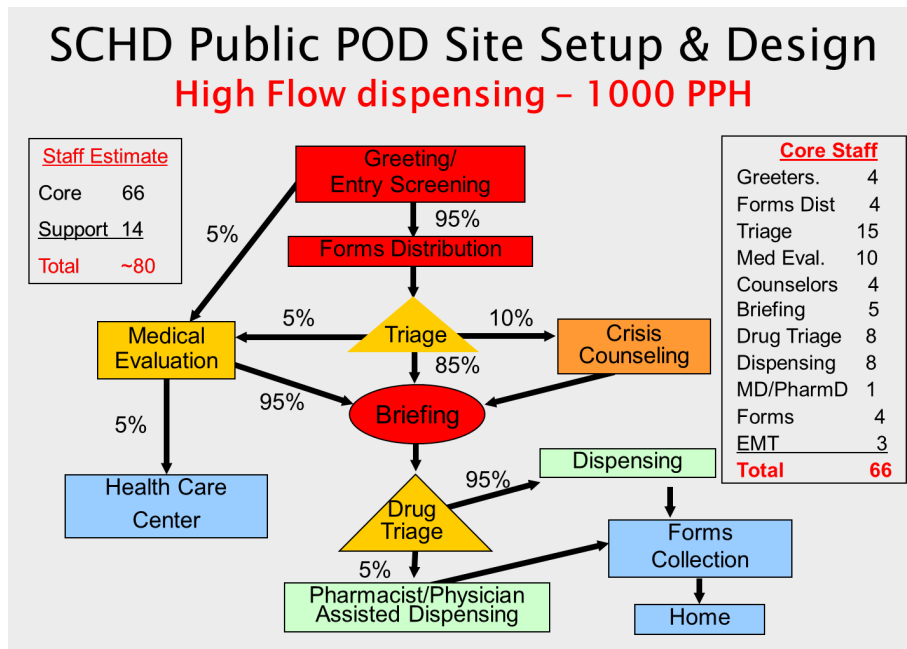 SCHD Public POD Site Setup & Design
High Flow dispensing – 1000 PPH
Staff Estimate
Core 66
Support 14
Total ~80
Greeting/
Entry Screening
5%
95%
Forms Distribution
Triage
5%
10%
85%
Medical
Evaluation
Crisis
Counseling
95%
5%
Briefing
Health Care
Center
Drug
Triage
95%
5%
Dispensing
Pharmacist/Physician
Assisted Dispensing
Forms
Collection
Home
Core Staff
Greeters. 4
Forms Dist 4
Triage 15
Med Eval. 10
Counselors 4
Briefing 5
Drug Triage 8
Dispensing 8
MD/PharmD 1
Forms 4
EMT 3
Total 66